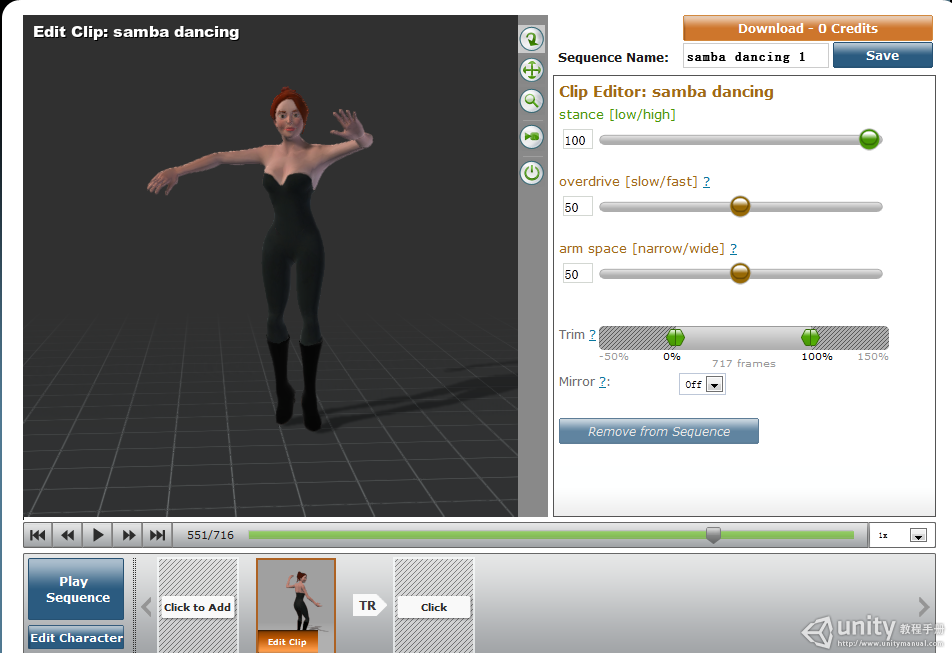 Edit Clip: samba dancing
Download - 0 Credits
Sequence Name:
samba dancing 1
Save
Clip Editor: samba dancing
stance [low/high]
100
overdrive [slow/fast] ?
50
arm space [narrow/wide] ?
50
Trim ?
-50%
0%
100%
150%
717 frames
Mirror ?:
Off
Remove from Sequence
551/716
1x
Play
Sequence
Edit Character
Click to Add
Edit Clip
TR
Click
unity 教程手册
http://www.unitymanual.com